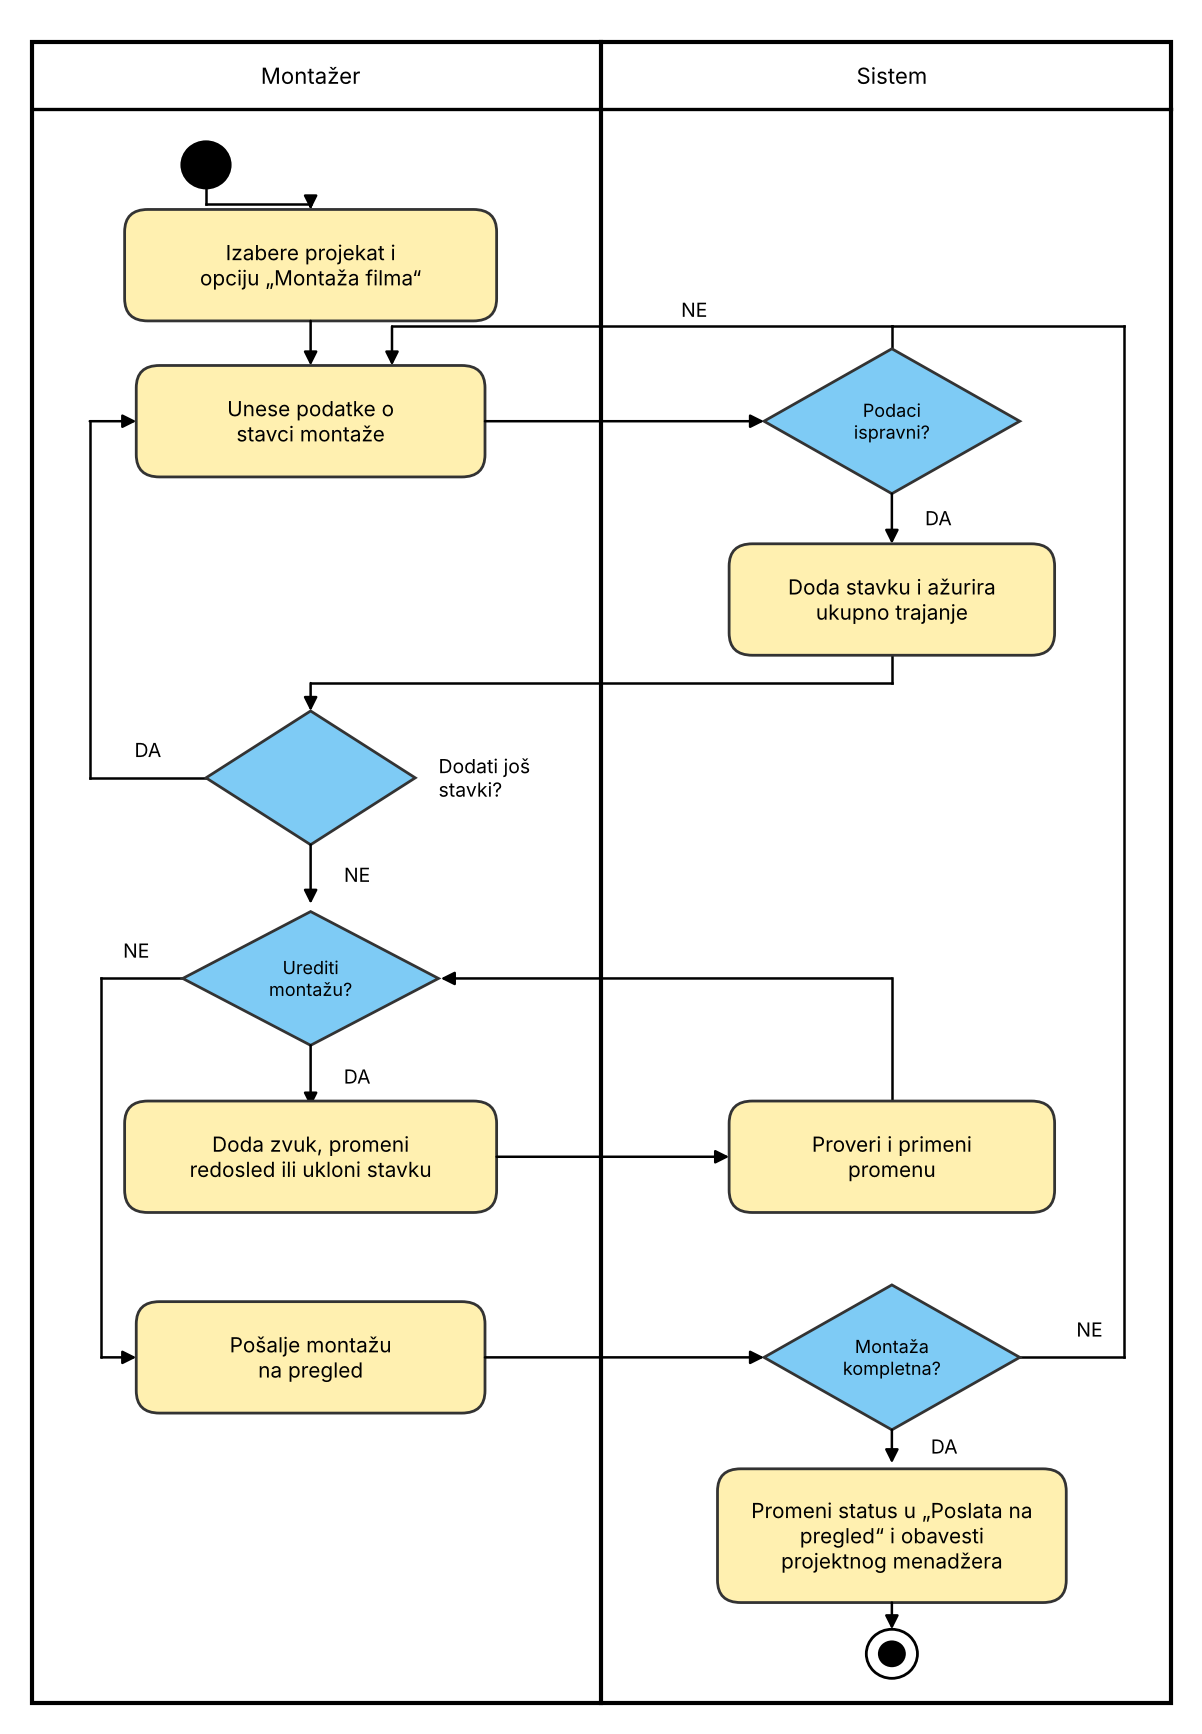 Montažer
Sistem
Izabere projekat i
opciju „Montaža filma“
NE
Unese podatke o
stavci montaže
Podaci
ispravni?
DA
Doda stavku i ažurira
ukupno trajanje
DA
Dodati još
stavki?
NE
NE
Urediti
montažu?
DA
Doda zvuk, promeni
redosled ili ukloni stavku
Proveri i primeni
promenu
Pošalje montažu
na pregled
Montaža
kompletna?
NE
DA
Promeni status u „Poslata na
pregled“ i obavesti
projektnog menadžera